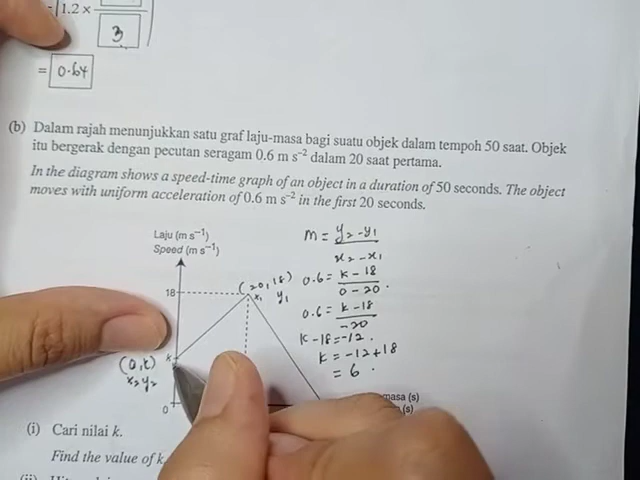 = 1.2 ×
3
= 0.64
(b) Dalam rajah menunjukkan satu graf laju-masa bagi suatu objek dalam tempoh 50 saat. Objek
itu bergerak dengan pecutan seragam 0.6 m s⁻² dalam 20 saat pertama.
In the diagram shows a speed-time graph of an object in a duration of 50 seconds. The object
moves with uniform acceleration of 0.6 m s⁻² in the first 20 seconds.
Laju (m s⁻¹)
Speed (m s⁻¹)
18
(20, 18)
x₁ y₁
k
(0, k)
x₂ y₂
0
masa (s)
(s)
m = y₂ - y₁
x₂ - x₁
0.6 = k - 18
0 - 20
0.6 = k - 18
-20
k - 18 = -12
k = -12 + 18
= 6
(i) Cari nilai k.
Find the value of k